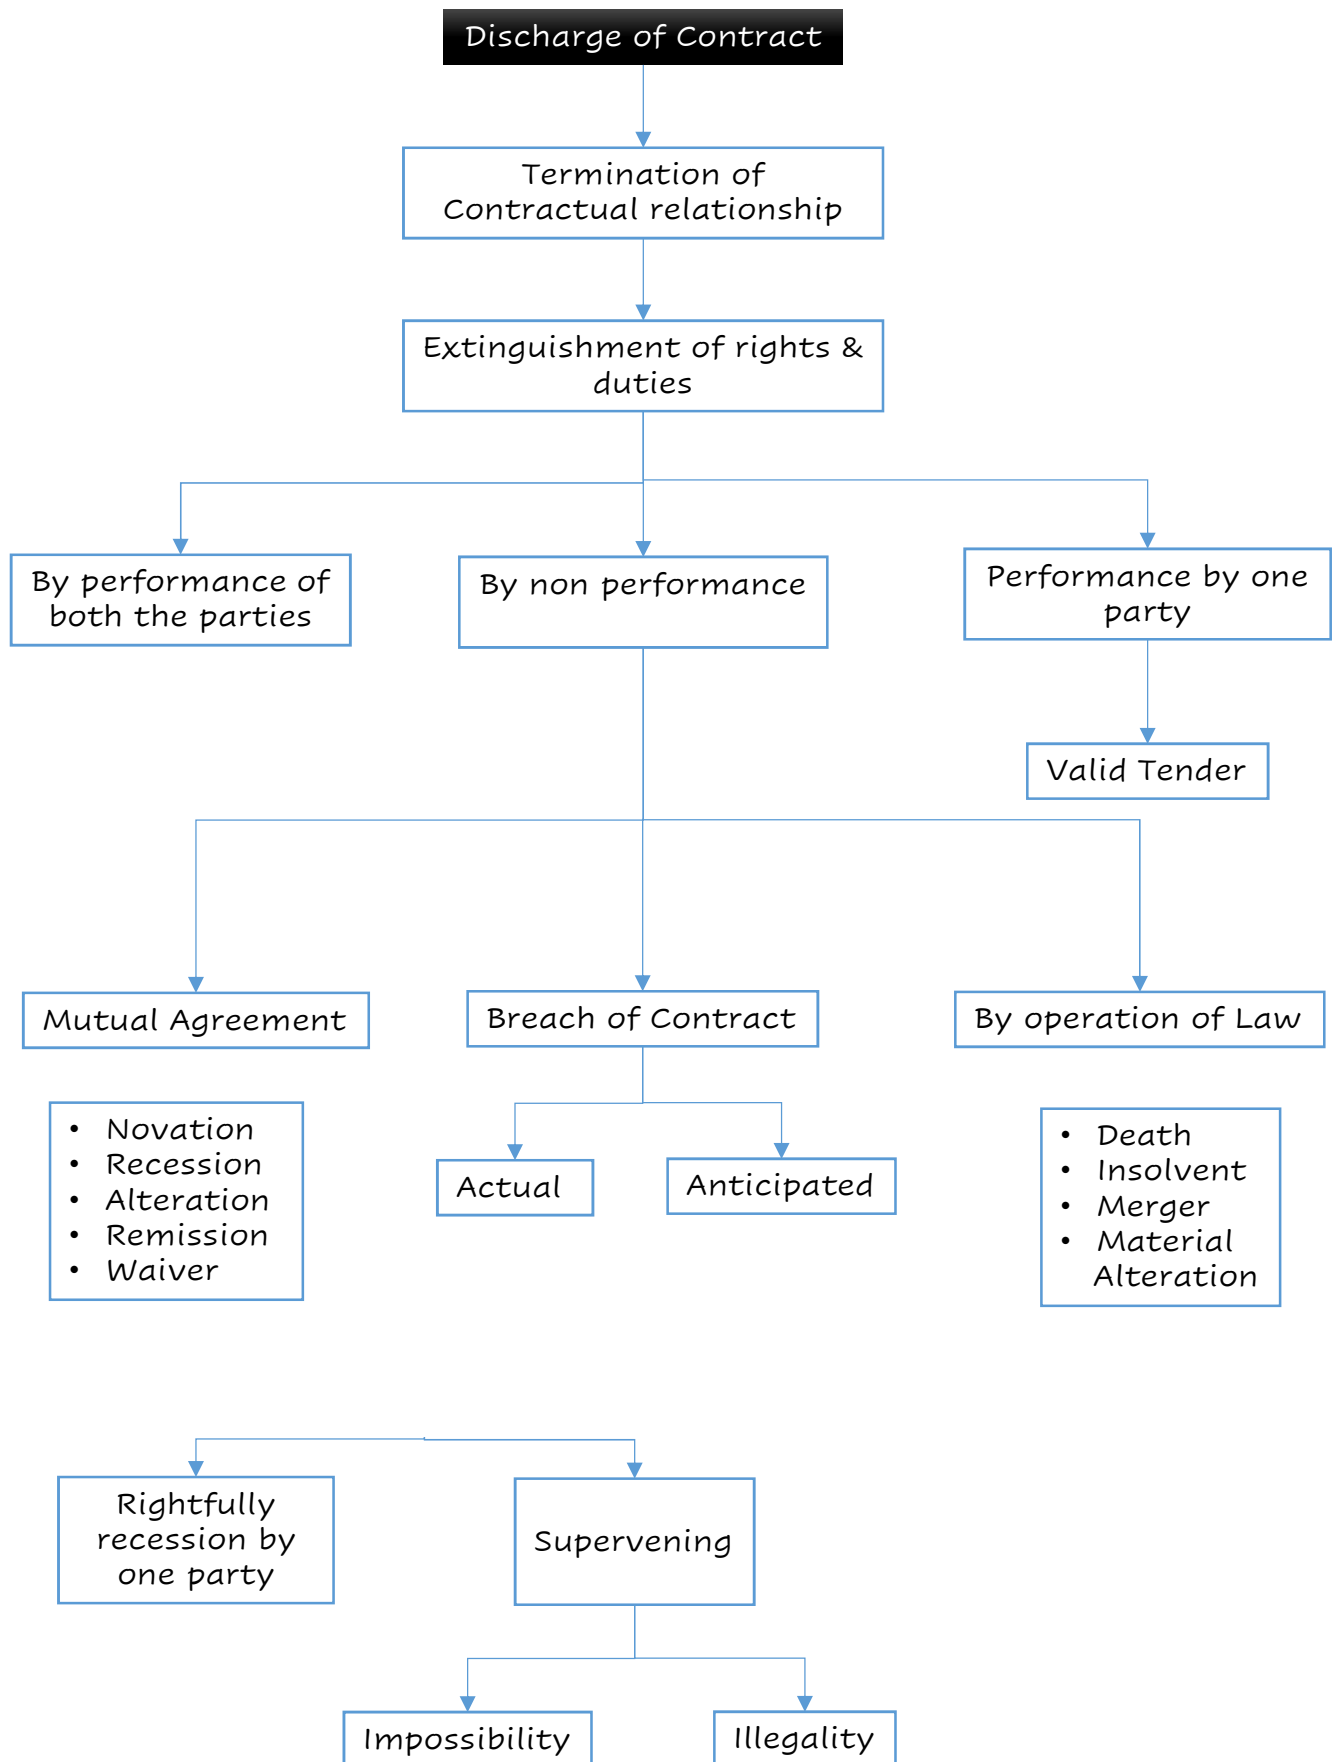 Discharge of Contract
Termination of
Contractual relationship
Extinguishment of rights &
duties
By performance of
both the parties
By non performance
Performance by one
party
Valid Tender
Mutual Agreement
Breach of Contract
By operation of Law
• Novation
• Recession
• Alteration
• Remission
• Waiver
Actual
Anticipated
• Death
• Insolvent
• Merger
• Material
Alteration
Rightfully
recession by
one party
Supervening
Impossibility
Illegality